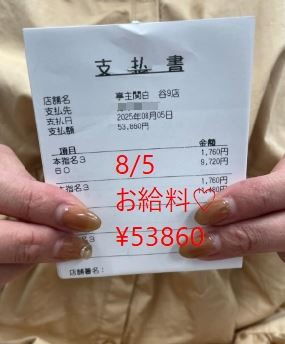 支払書
店舗名 亭主関白 谷9店
支払先
支払日 2025年08月05日
支払額 53,860円
項目 金額
本指名3 1,760円
60 9,720円
8/5
本指名3 1,760円
お給料♡
¥53860
店舗署名: